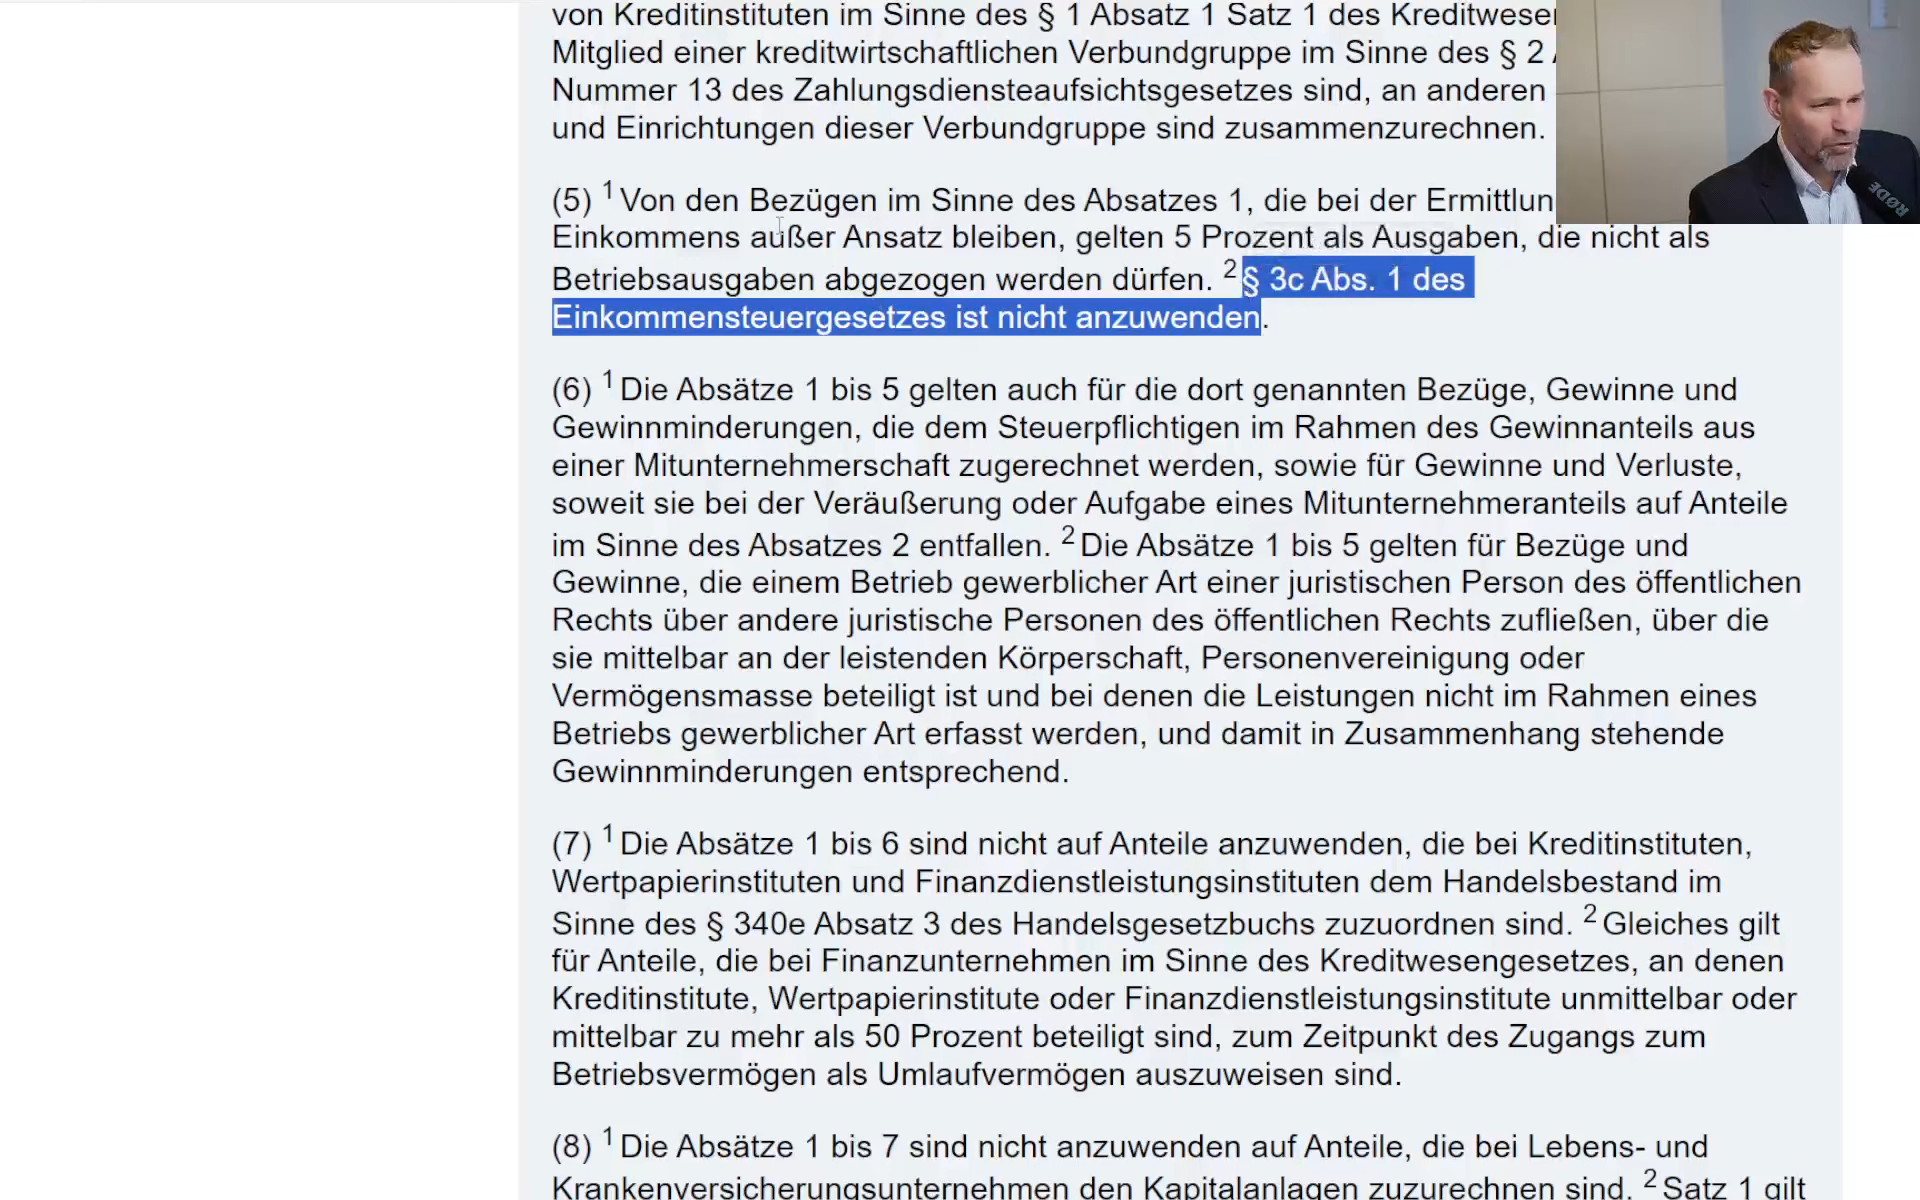 von Kreditinstituten im Sinne des § 1 Absatz 1 Satz 1 des
Mitglied einer kreditwirtschaftlichen Verbundgruppe im Sinne des § 2
Nummer 13 des Zahlungsdiensteaufsichtsgesetzes sind, an anderen
und Einrichtungen dieser Verbundgruppe sind zusammenzurechnen.
RØDE
(5) 1 Von den Bezügen im Sinne des Absatzes 1, die bei der
Einkommens außer Ansatz bleiben, gelten 5 Prozent als Ausgaben, die nicht als
Betriebsausgaben abgezogen werden dürfen. 2 § 3c Abs. 1 des
Einkommensteuergesetzes ist nicht anzuwenden.
(6) 1 Die Absätze 1 bis 5 gelten auch für die dort genannten Bezüge, Gewinne und
Gewinnminderungen, die dem Steuerpflichtigen im Rahmen des Gewinnanteils aus
einer Mitunternehmerschaft zugerechnet werden, sowie für Gewinne und Verluste,
soweit sie bei der Veräußerung oder Aufgabe eines Mitunternehmeranteils auf Anteile
im Sinne des Absatzes 2 entfallen. 2 Die Absätze 1 bis 5 gelten für Bezüge und
Gewinne, die einem Betrieb gewerblicher Art einer juristischen Person des öffentlichen
Rechts über andere juristische Personen des öffentlichen Rechts zufließen, über die
sie mittelbar an der leistenden Körperschaft, Personenvereinigung oder
Vermögensmasse beteiligt ist und bei denen die Leistungen nicht im Rahmen eines
Betriebs gewerblicher Art erfasst werden, und damit in Zusammenhang stehende
Gewinnminderungen entsprechend.
(7) 1 Die Absätze 1 bis 6 sind nicht auf Anteile anzuwenden, die bei Kreditinstituten,
Wertpapierinstituten und Finanzdienstleistungsinstituten dem Handelsbestand im
Sinne des § 340e Absatz 3 des Handelsgesetzbuchs zuzuordnen sind. 2 Gleiches gilt
für Anteile, die bei Finanzunternehmen im Sinne des Kreditwesengesetzes, an denen
Kreditinstitute, Wertpapierinstitute oder Finanzdienstleistungsinstitute unmittelbar oder
mittelbar zu mehr als 50 Prozent beteiligt sind, zum Zeitpunkt des Zugangs zum
Betriebsvermögen als Umlaufvermögen auszuweisen sind.
(8) 1 Die Absätze 1 bis 7 sind nicht anzuwenden auf Anteile, die bei Lebens- und
Krankenversicherungsunternehmen den Kapitalanlagen zuzurechnen sind. 2 Satz 1 gilt